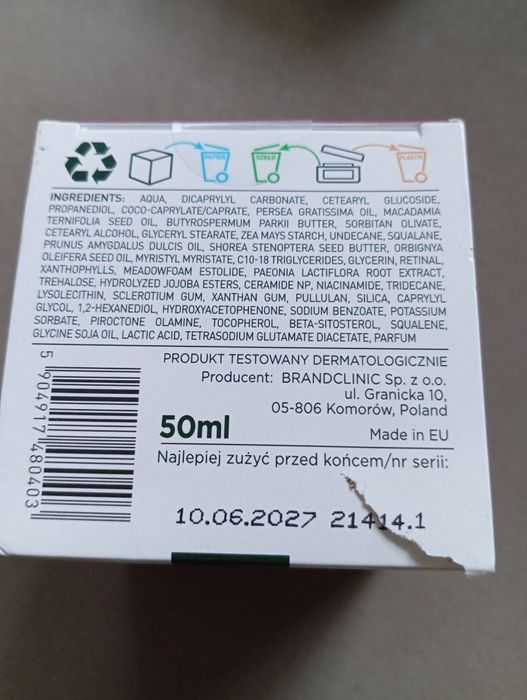 PAPIER
SZKŁO
PLASTIK
INGREDIENTS: AQUA, DICAPRYLYL CARBONATE, CETEARYL GLUCOSIDE,
PROPANEDIOL, COCO-CAPRYLATE/CAPRATE, PERSEA GRATISSIMA OIL, MACADAMIA
TERNIFOLIA SEED OIL, BUTYROSPERMUM PARKII BUTTER, SORBITAN OLIVATE,
CETEARYL ALCOHOL, GLYCERYL STEARATE, ZEA MAYS STARCH, UNDECANE, SQUALANE,
PRUNUS AMYGDALUS DULCIS OIL, SHOREA STENOPTERA SEED BUTTER, ORBIGNYA
OLEIFERA SEED OIL, MYRISTYL MYRISTATE, C10-18 TRIGLYCERIDES, GLYCERIN, RETINAL,
XANTHOPHYLLS, MEADOWFOAM ESTOLIDE, PAEONIA LACTIFLORA ROOT EXTRACT,
TREHALOSE, HYDROLYZED JOJOBA ESTERS, CERAMIDE NP, NIACINAMIDE, TRIDECANE,
LYSOLECITHIN, SCLEROTIUM GUM, XANTHAN GUM, PULLULAN, SILICA, CAPRYLYL
GLYCOL, 1,2-HEXANEDIOL, HYDROXYACETOPHENONE, SODIUM BENZOATE, POTASSIUM
SORBATE, PIROCTONE OLAMINE, TOCOPHEROL, BETA-SITOSTEROL, SQUALENE,
GLYCINE SOJA OIL, LACTIC ACID, TETRASODIUM GLUTAMATE DIACETATE, PARFUM
PRODUKT TESTOWANY DERMATOLOGICZNIE
Producent: BRANDCLINIC Sp. z o.o.
ul. Granicka 10,
05-806 Komorów, Poland
50ml
Made in EU
Najlepiej zużyć przed końcem/nr serii:
10.06.2027 21414.1
5 904917 480403